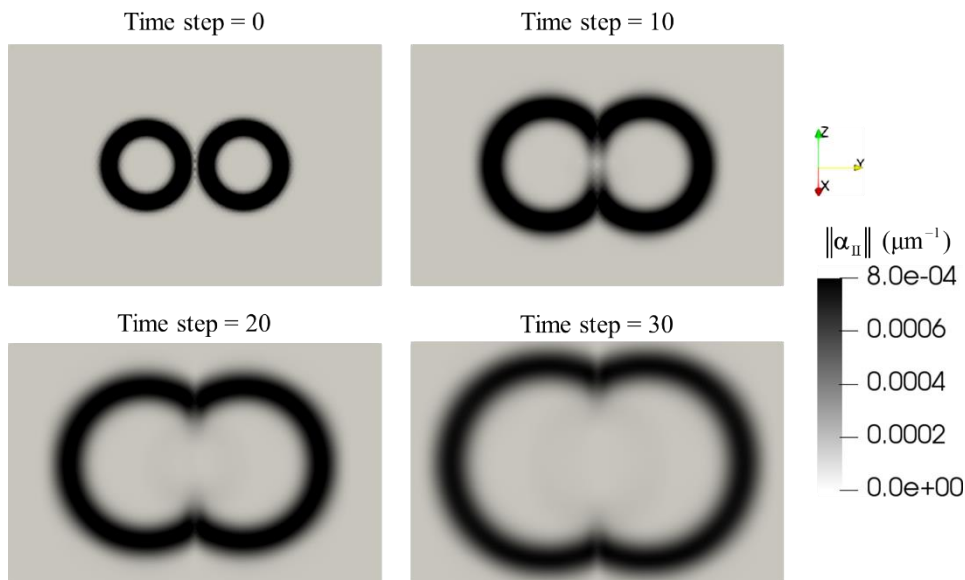 Time step = 0
Time step = 10
Z
Y
X
‖α_II‖ (μm⁻¹)
8.0e-04
0.0006
0.0004
0.0002
0.0e+00
Time step = 20
Time step = 30